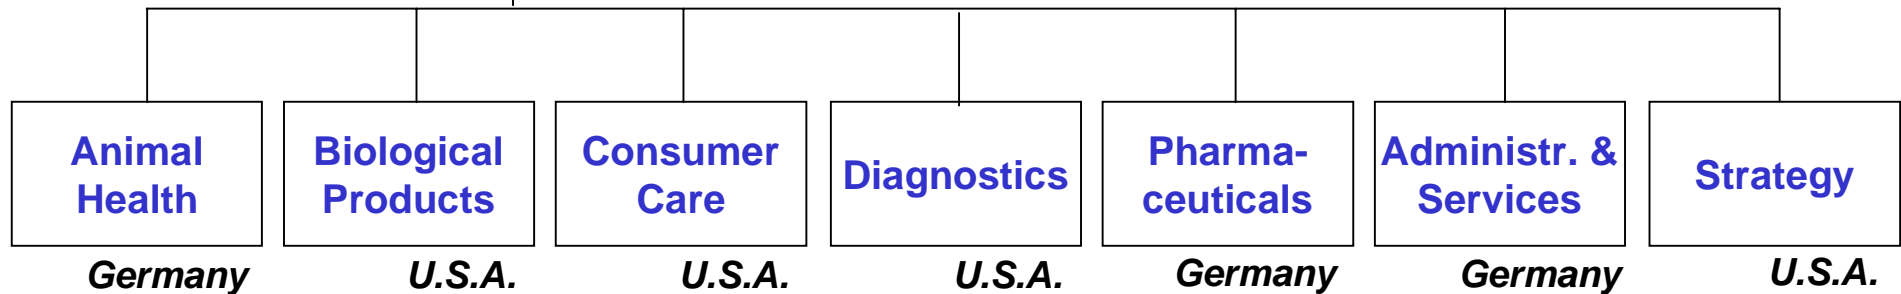 Animal
Health
Biological
Products
Consumer
Care
Diagnostics
Pharma-
ceuticals
Administr. &
Services
Strategy
Germany
U.S.A.
U.S.A.
U.S.A.
Germany
Germany
U.S.A.